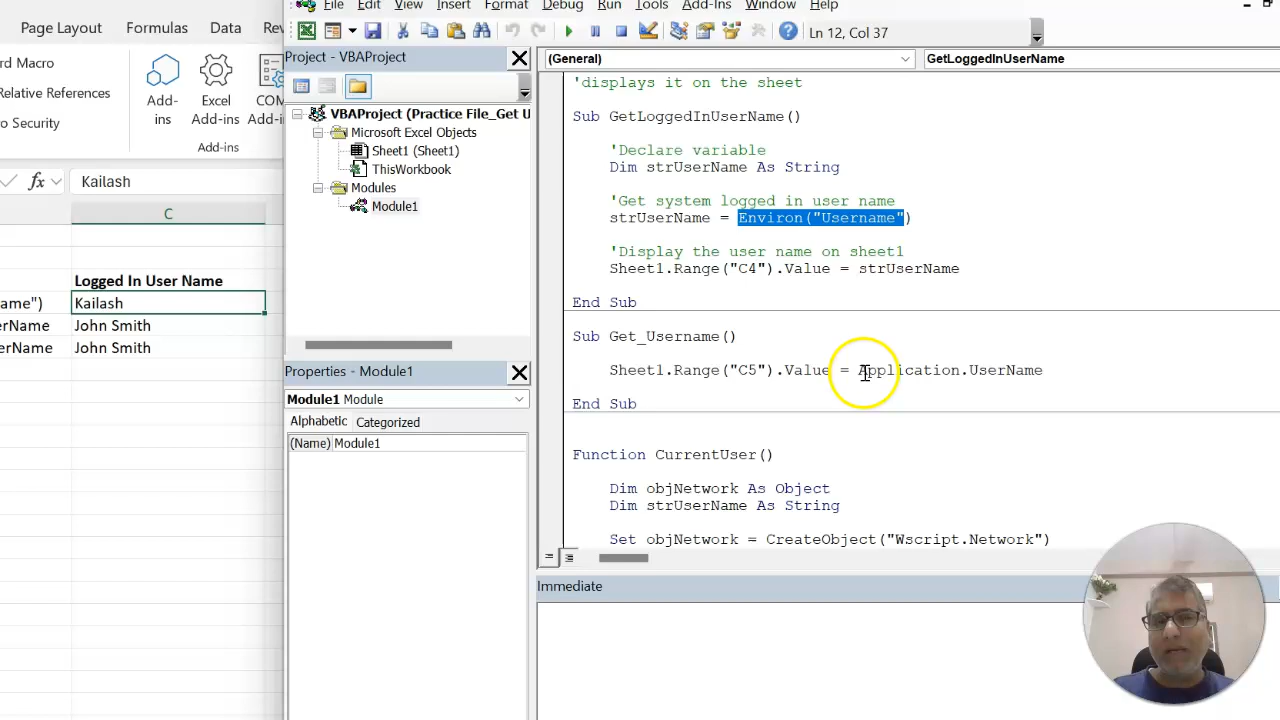 File Edit View Insert Format Debug Run Tools Add-Ins Window Help
Page Layout Formulas Data Rev
Ln 12, Col 37
rd Macro
Relative References
o Security
Add-
ins
Excel
Add-ins
COM
Add-i
Add-ins
fx Kailash
C
Logged In User Name
ame") Kailash
erName John Smith
erName John Smith
Project - VBAProject
VBAProject (Practice File_Get U
Microsoft Excel Objects
Sheet1 (Sheet1)
ThisWorkbook
Modules
Module1
Properties - Module1
Module1 Module
Alphabetic Categorized
(Name) Module1
(General) GetLoggedInUserName
'displays it on the sheet
Sub GetLoggedInUserName()
'Declare variable
Dim strUserName As String
'Get system logged in user name
strUserName = Environ("Username")
'Display the user name on sheet1
Sheet1.Range("C4").Value = strUserName
End Sub
Sub Get_Username()
Sheet1.Range("C5").Value = Application.UserName
End Sub
Function CurrentUser()
Dim objNetwork As Object
Dim strUserName As String
Set objNetwork = CreateObject("Wscript.Network")
Immediate